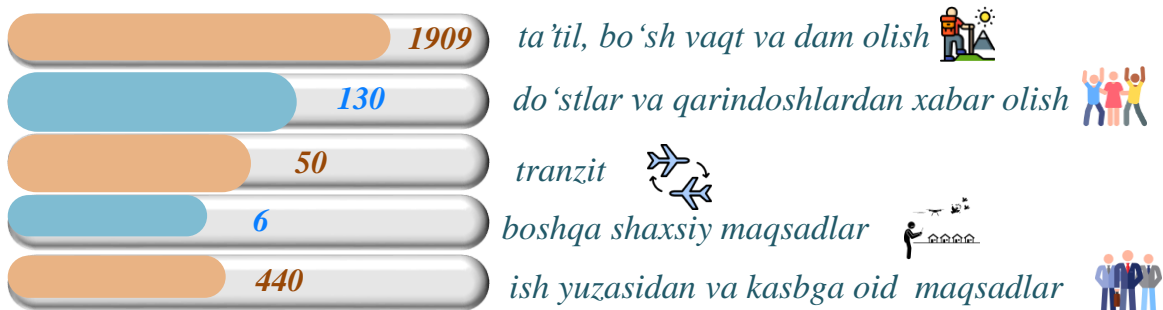 1909 ta’til, bo‘sh vaqt va dam olish
130 do‘stlar va qarindoshlardan xabar olish
50 tranzit
6 boshqa shaxsiy maqsadlar
440 ish yuzasidan va kasbga oid maqsadlar